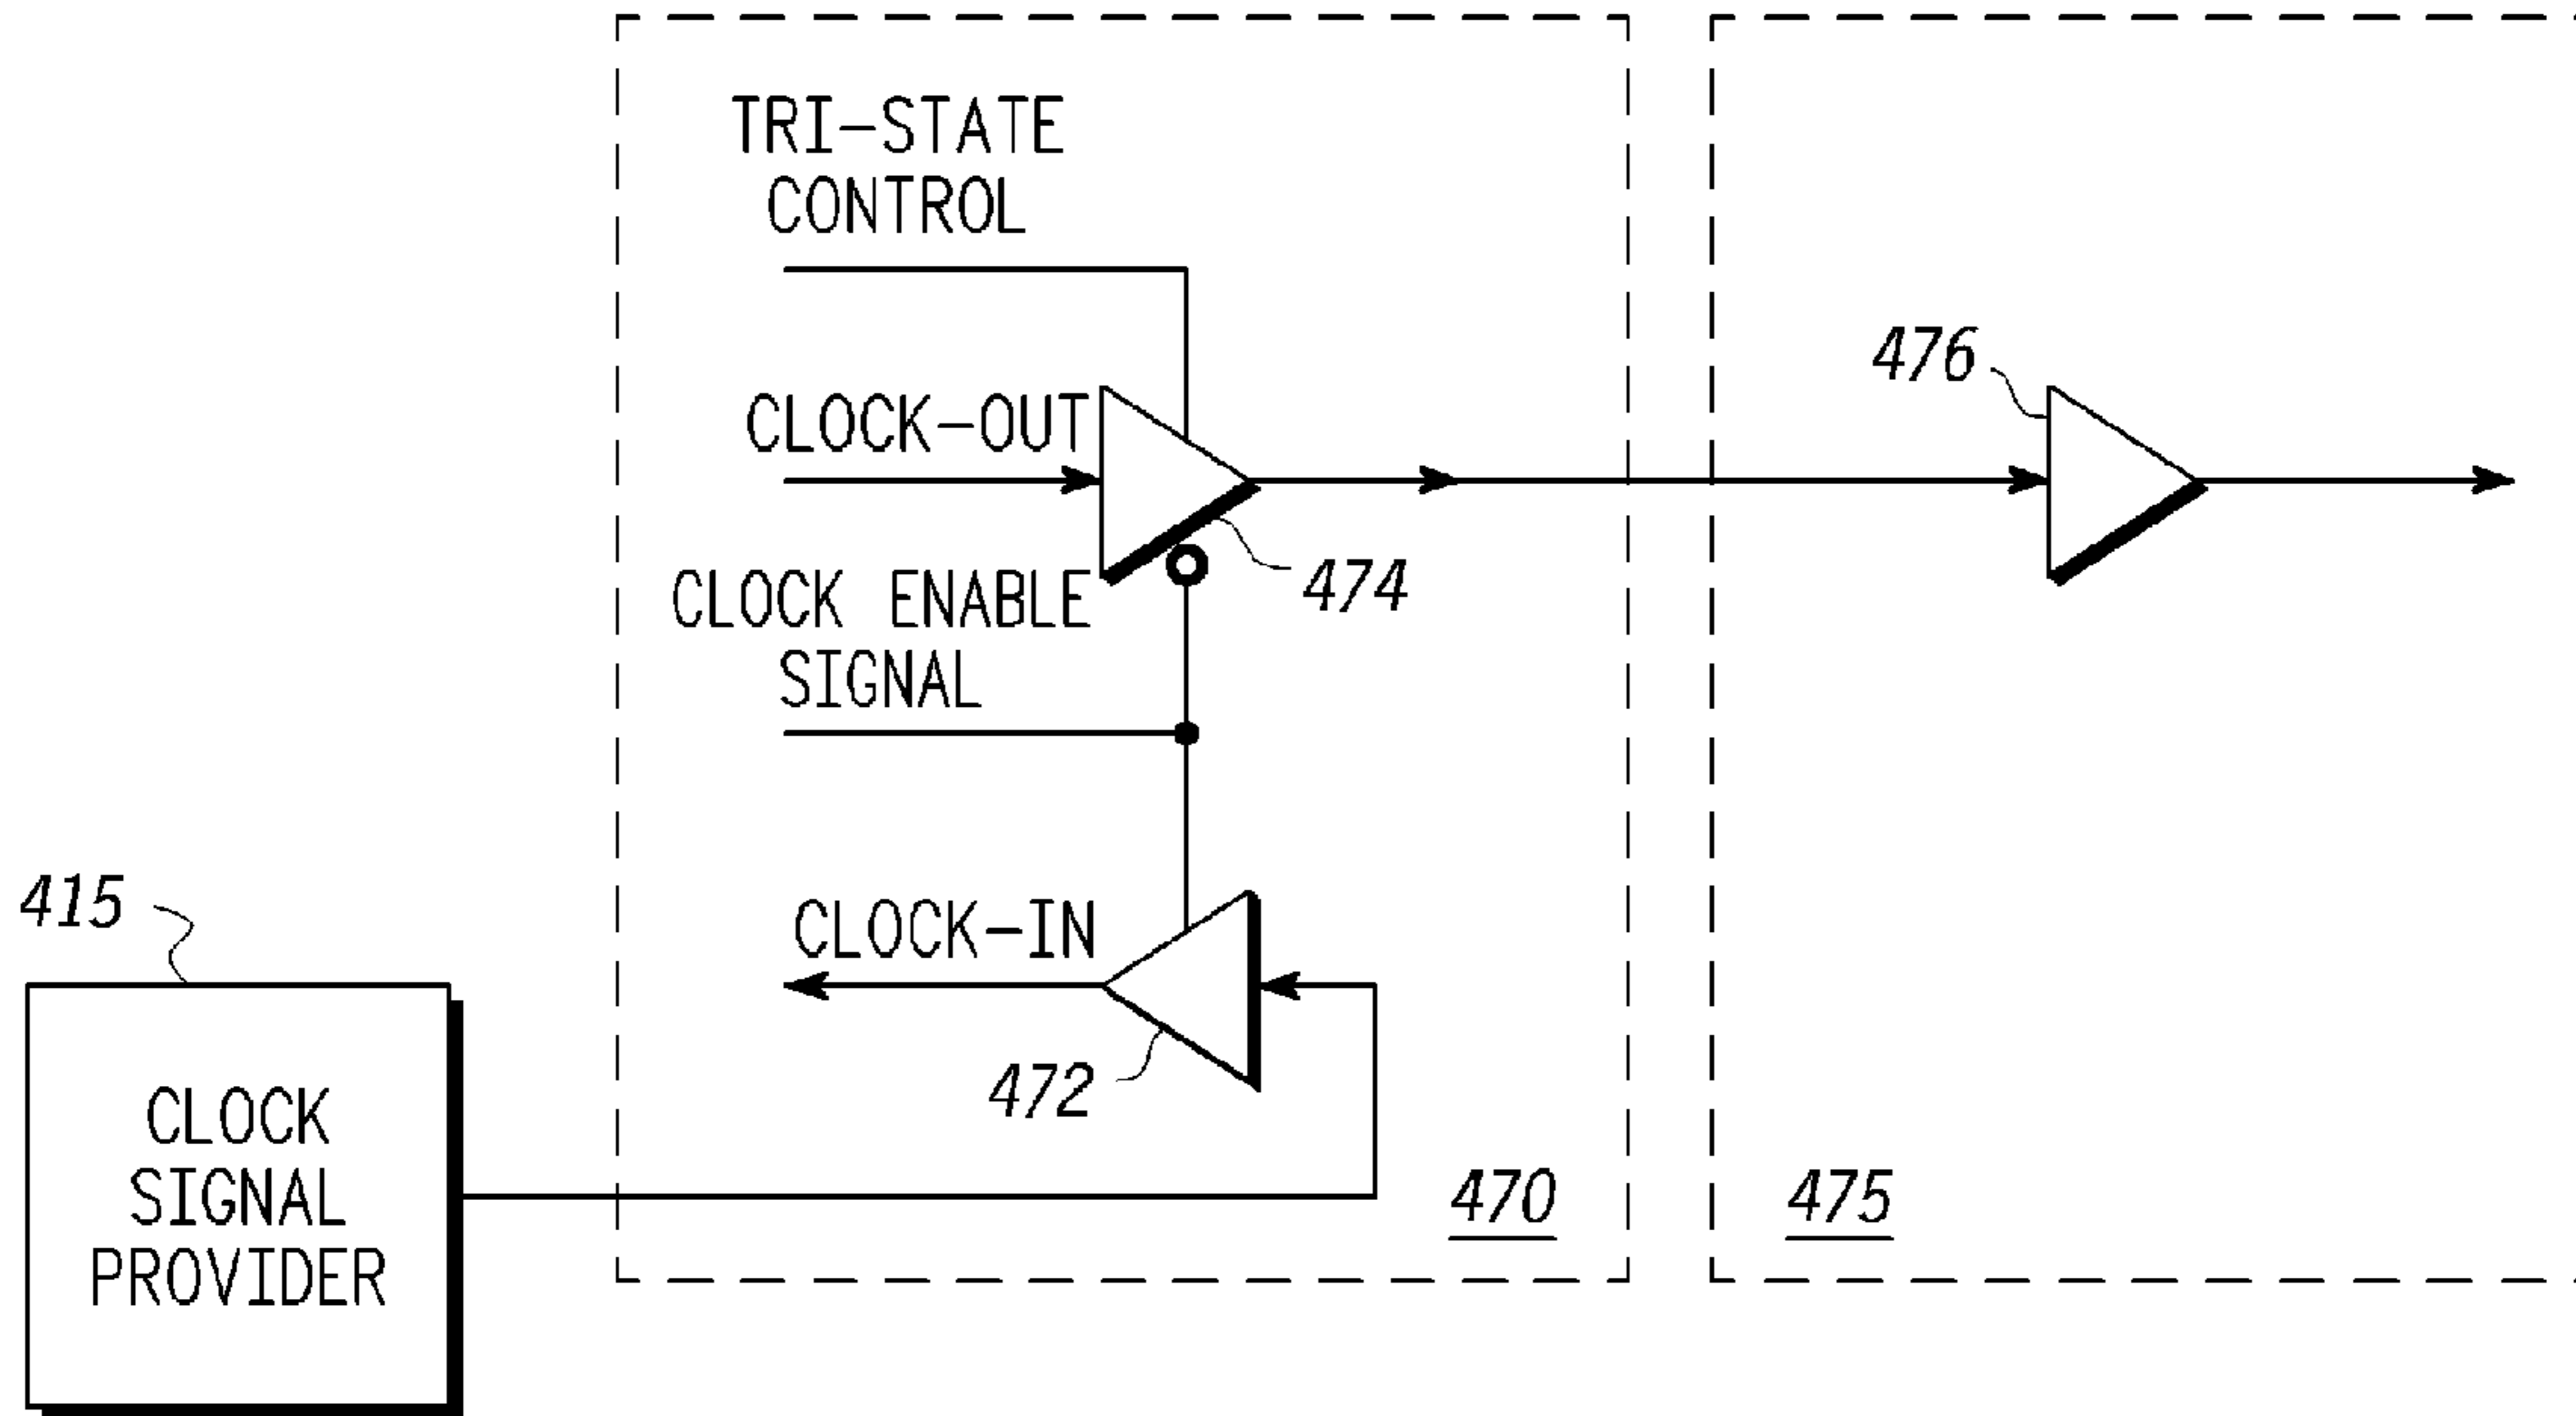 TRI-STATE
CONTROL
CLOCK-OUT
476
474
CLOCK ENABLE
SIGNAL
415
CLOCK-IN
472
CLOCK
SIGNAL
PROVIDER
470
475